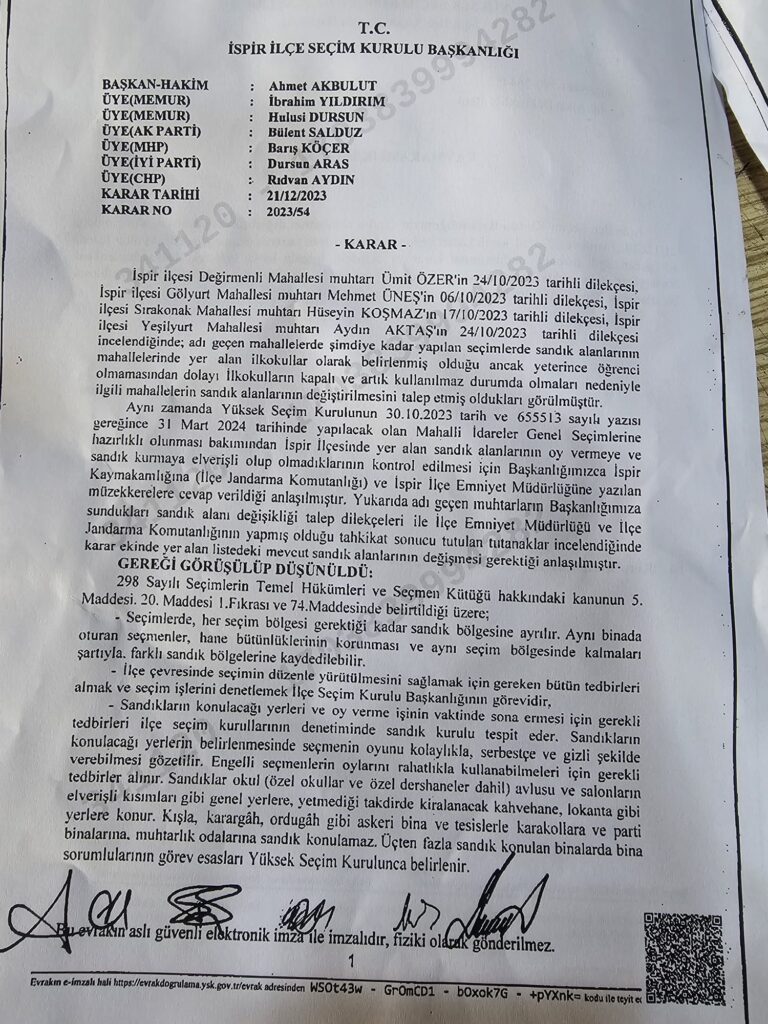 T.C.
İSPİR İLÇE SEÇİM KURULU BAŞKANLIĞI
BAŞKAN-HAKİM : Ahmet AKBULUT
ÜYE(MEMUR) : İbrahim YILDIRIM
ÜYE(MEMUR) : Hulusi DURSUN
ÜYE(AK PARTİ) : Bülent SALDUZ
ÜYE(MHP) : Barış KÖÇER
ÜYE(İYİ PARTİ) : Dursun ARAS
ÜYE(CHP) : Rıdvan AYDIN
KARAR TARİHİ : 21/12/2023
KARAR NO : 2023/54
- KARAR -
İspir ilçesi Değirmenli Mahallesi muhtarı Ümit ÖZER'in 24/10/2023 tarihli dilekçesi,
İspir ilçesi Gölyurt Mahallesi muhtarı Mehmet ÜNEŞ'in 06/10/2023 tarihli dilekçesi, İspir
ilçesi Sırakonak Mahallesi muhtarı Hüseyin KOŞMAZ'ın 17/10/2023 tarihli dilekçesi, İspir
ilçesi Yeşilyurt Mahallesi muhtarı Aydın AKTAŞ'ın 24/10/2023 tarihli dilekçesi
incelendiğinde; adı geçen mahallelerde şimdiye kadar yapılan seçimlerde sandık alanlarının
mahallelerinde yer alan ilkokullar olarak belirlenmiş olduğu ancak yeterince öğrenci
olmamasından dolayı İlkokulların kapalı ve artık kullanılmaz durumda olmaları nedeniyle
ilgili mahallelerin sandık alanlarının değiştirilmesini talep etmiş oldukları görülmüştür.
Aynı zamanda Yüksek Seçim Kurulunun 30.10.2023 tarih ve 655513 sayılı yazısı
gereğince 31 Mart 2024 tarihinde yapılacak olan Mahalli İdareler Genel Seçimlerine
hazırlıklı olunması bakımından İspir İlçesinde yer alan sandık alanlarının oy vermeye ve
sandık kurmaya elverişli olup olmadıklarının kontrol edilmesi için Başkanlığımızca İspir
Kaymakamlığına (İlçe Jandarma Komutanlığı) ve İspir İlçe Emniyet Müdürlüğüne yazılan
müzekkerelere cevap verildiği anlaşılmıştır. Yukarıda adı geçen muhtarların Başkanlığımıza
sundukları sandık alanı değişikliği talep dilekçeleri ile İlçe Emniyet Müdürlüğü ve İlçe
Jandarma Komutanlığının yapmış olduğu tahkikat sonucu tutulan tutanaklar incelendiğinde
karar ekinde yer alan listedeki mevcut sandık alanlarının değişmesi gerektiği anlaşılmıştır.
GEREĞİ GÖRÜŞÜLÜP DÜŞÜNÜLDÜ:
298 Sayılı Seçimlerin Temel Hükümleri ve Seçmen Kütüğü hakkındaki kanunun 5.
Maddesi. 20. Maddesi 1.Fıkrası ve 74.Maddesinde belirtildiği üzere;
- Seçimlerde, her seçim bölgesi gerektiği kadar sandık bölgesine ayrılır. Aynı binada
oturan seçmenler, hane bütünlüklerinin korunması ve aynı seçim bölgesinde kalmaları
şartıyla. farklı sandık bölgelerine kaydedilebilir.
- İlçe çevresinde seçimin düzenle yürütülmesini sağlamak için gereken bütün tedbirleri
almak ve seçim işlerini denetlemek İlçe Seçim Kurulu Başkanlığının görevidir,
- Sandıkların konulacağı yerleri ve oy verme işinin vaktinde sona ermesi için gerekli
tedbirleri ilçe seçim kurullarının denetiminde sandık kurulu tespit eder. Sandıkların
konulacağı yerlerin belirlenmesinde seçmenin oyunu kolaylıkla, serbestçe ve gizli şekilde
verebilmesi gözetilir. Engelli seçmenlerin oylarını rahatlıkla kullanabilmeleri için gerekli
tedbirler alınır. Sandıklar okul (özel okullar ve özel dershaneler dahil) avlusu ve salonların
elverişli kısımları gibi genel yerlere, yetmediği takdirde kiralanacak kahvehane, lokanta gibi
yerlere konur. Kışla, karargâh, ordugâh gibi askeri bina ve tesislerle karakollara ve parti
binalarına, muhtarlık odalarına sandık konulamaz. Üçten fazla sandık konulan binalarda bina
sorumlularının görev esasları Yüksek Seçim Kurulunca belirlenir.
Bu evrakın aslı güvenli elektronik imza ile imzalıdır, fiziki olarak gönderilmez.
1
Evrakın e-imzalı hali https://evrakdogrulama.ysk.gov.tr/evrak adresinden WSOt43w - GrOmCD1 - bOxok7G - +pYXnk= kodu ile teyit